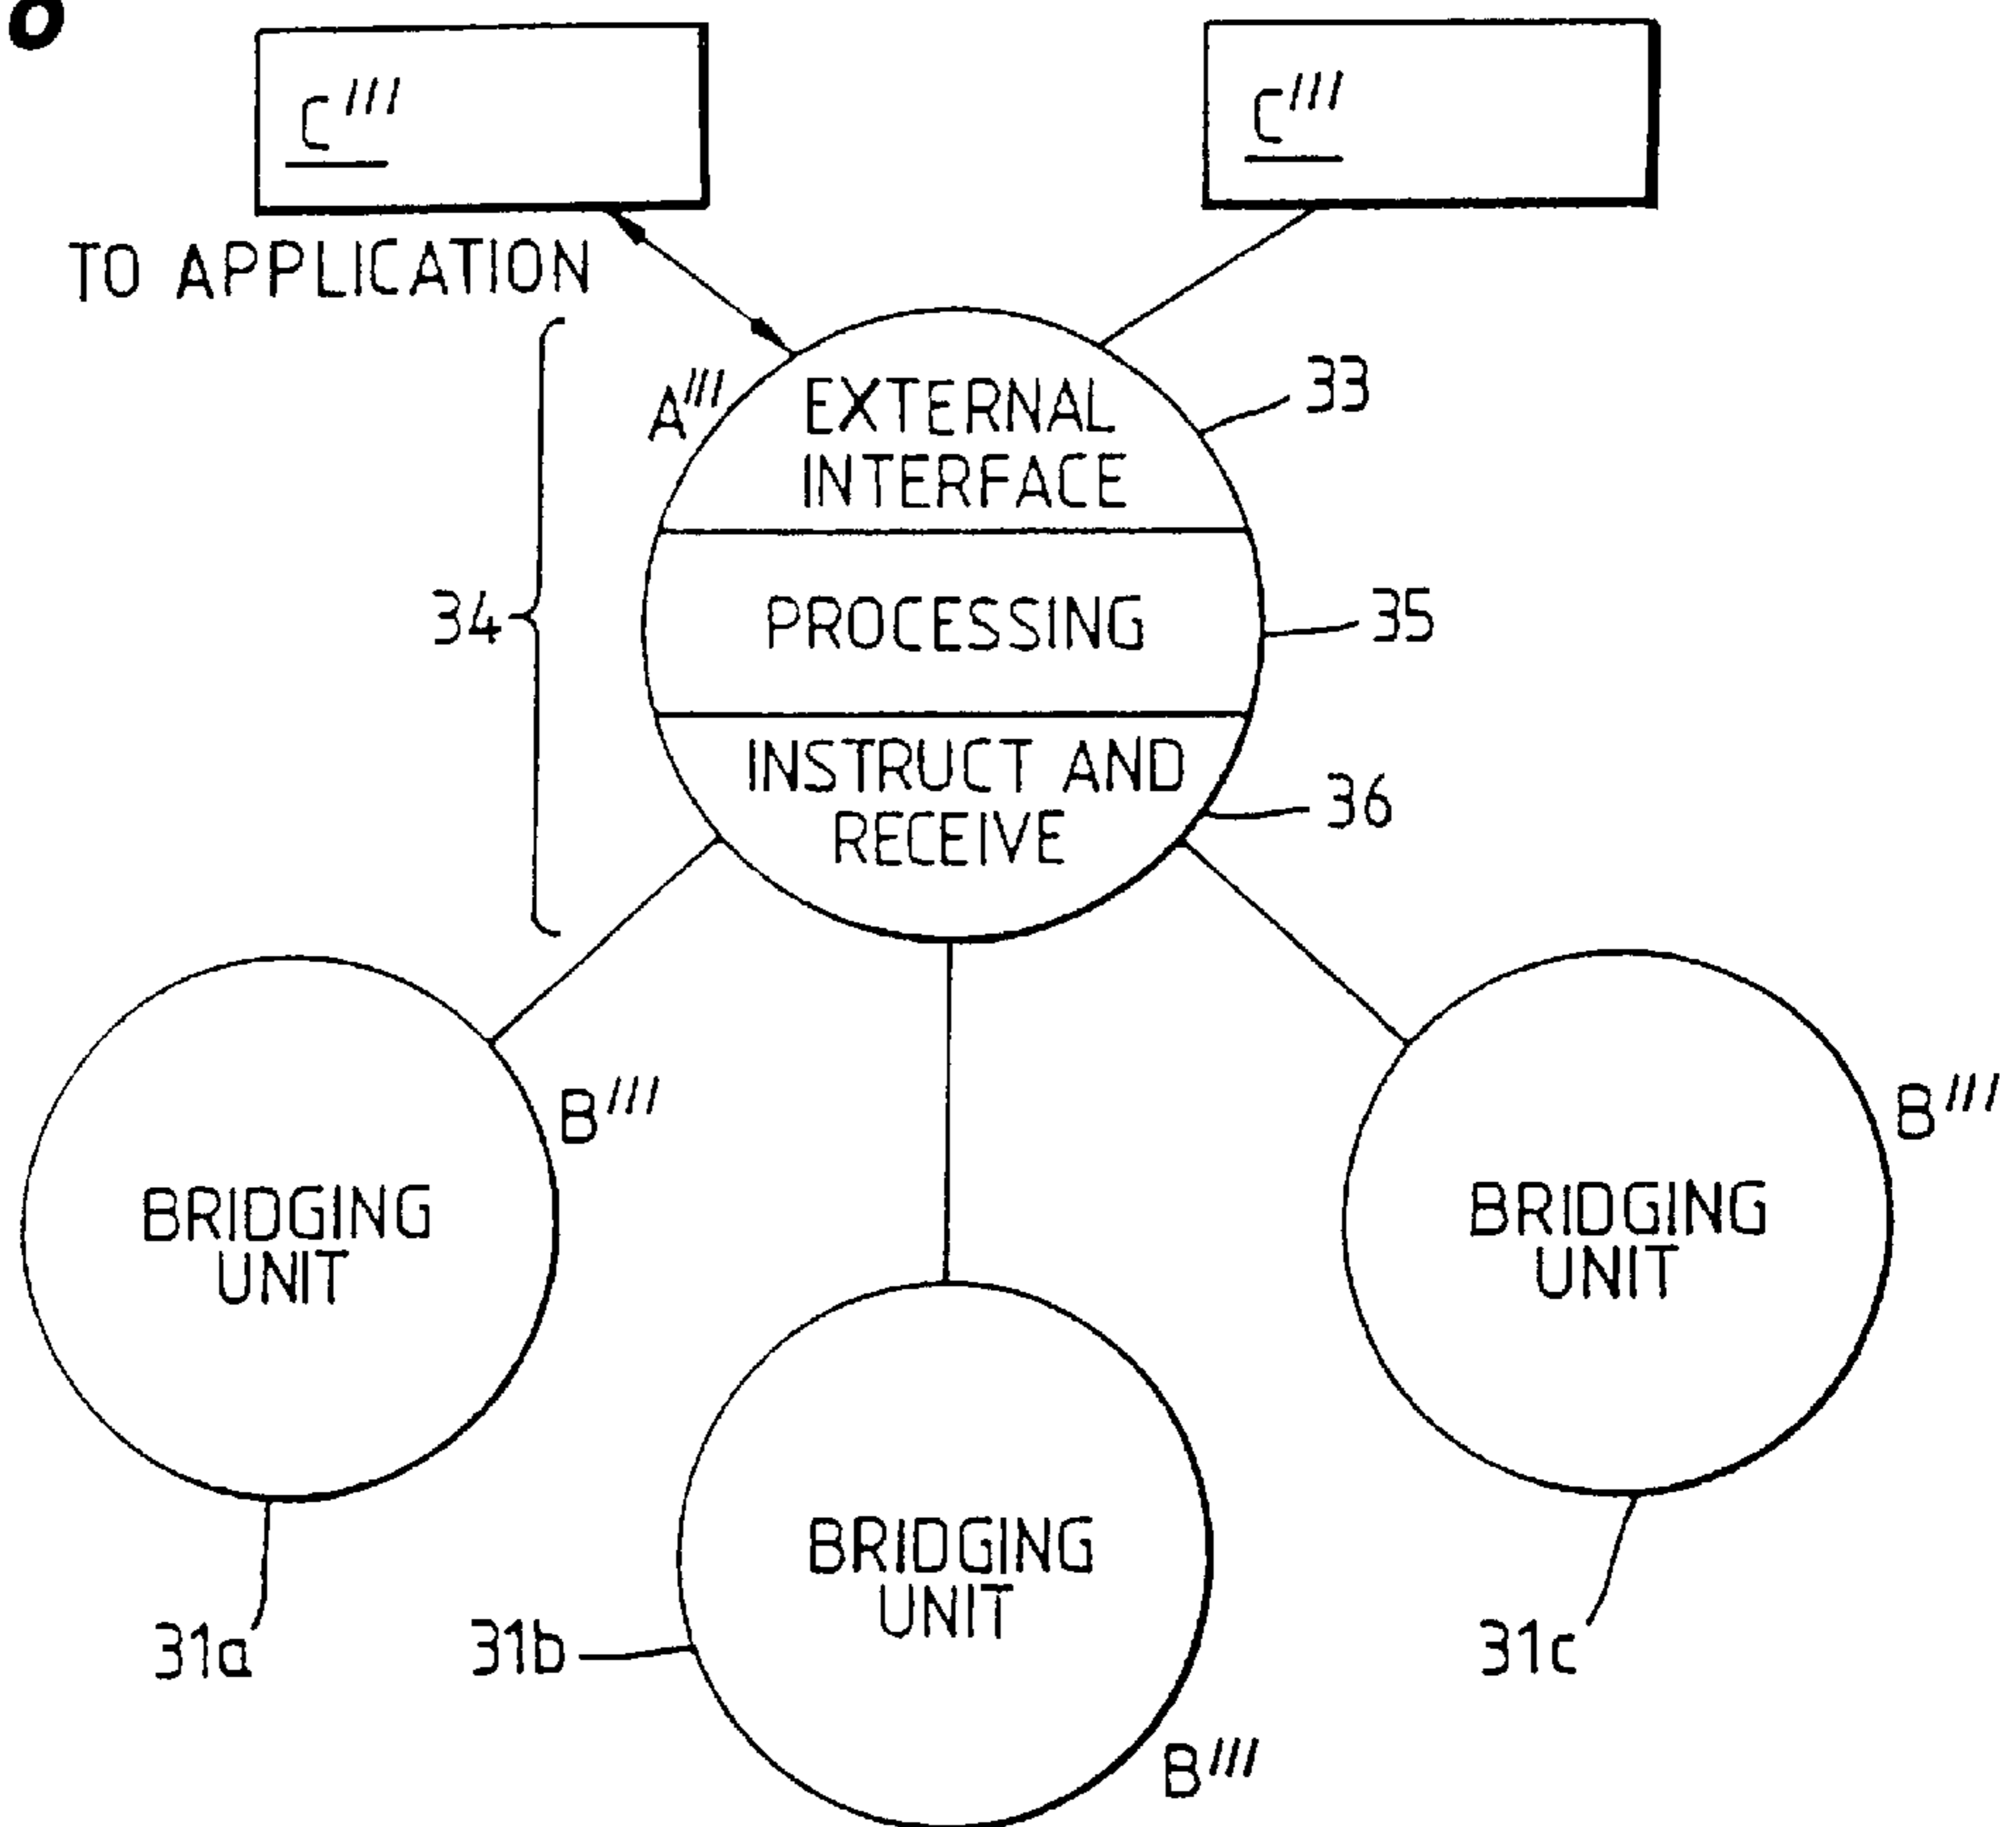 C''' C'''
TO APPLICATION
A'''
EXTERNAL
INTERFACE
33
34
PROCESSING
35
INSTRUCT AND
RECEIVE
36
B''' B'''
BRIDGING
UNIT
BRIDGING
UNIT
BRIDGING
UNIT
31a
31b
31c
B'''